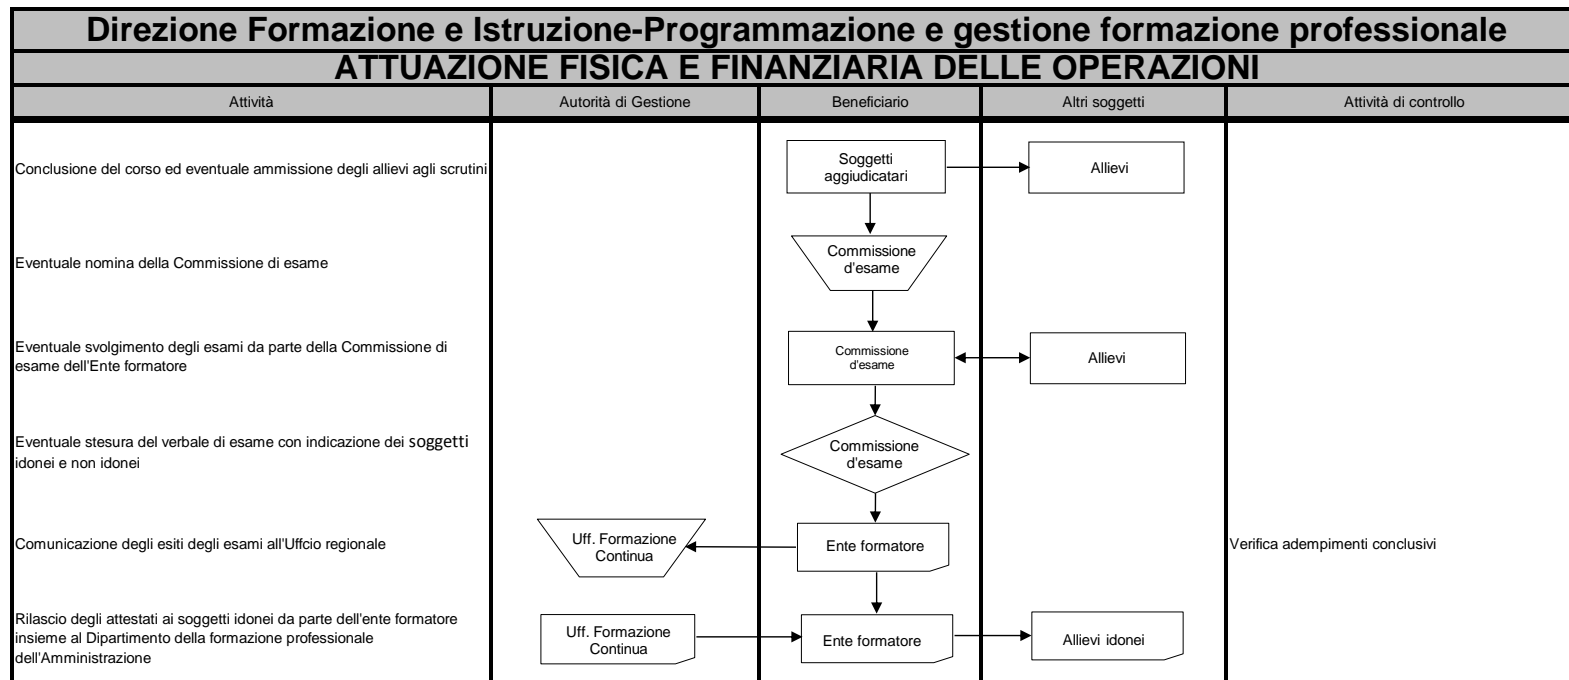 Direzione Formazione e Istruzione-Programmazione e gestione formazione professionale
ATTUAZIONE FISICA E FINANZIARIA DELLE OPERAZIONI
Attività
Autorità di Gestione
Beneficiario
Altri soggetti
Attività di controllo
Conclusione del corso ed eventuale ammissione degli allievi agli scrutini
Soggetti
aggiudicatari
Allievi
Eventuale nomina della Commissione di esame
Commissione
d'esame
Eventuale svolgimento degli esami da parte della Commissione di
esame dell'Ente formatore
Commissione
d'esame
Allievi
Eventuale stesura del verbale di esame con indicazione dei soggetti
idonei e non idonei
Commissione
d'esame
Comunicazione degli esiti degli esami all'Uffcio regionale
Uff. Formazione
Continua
Ente formatore
Verifica adempimenti conclusivi
Rilascio degli attestati ai soggetti idonei da parte dell'ente formatore
insieme al Dipartimento della formazione professionale
dell'Amministrazione
Uff. Formazione
Continua
Ente formatore
Allievi idonei